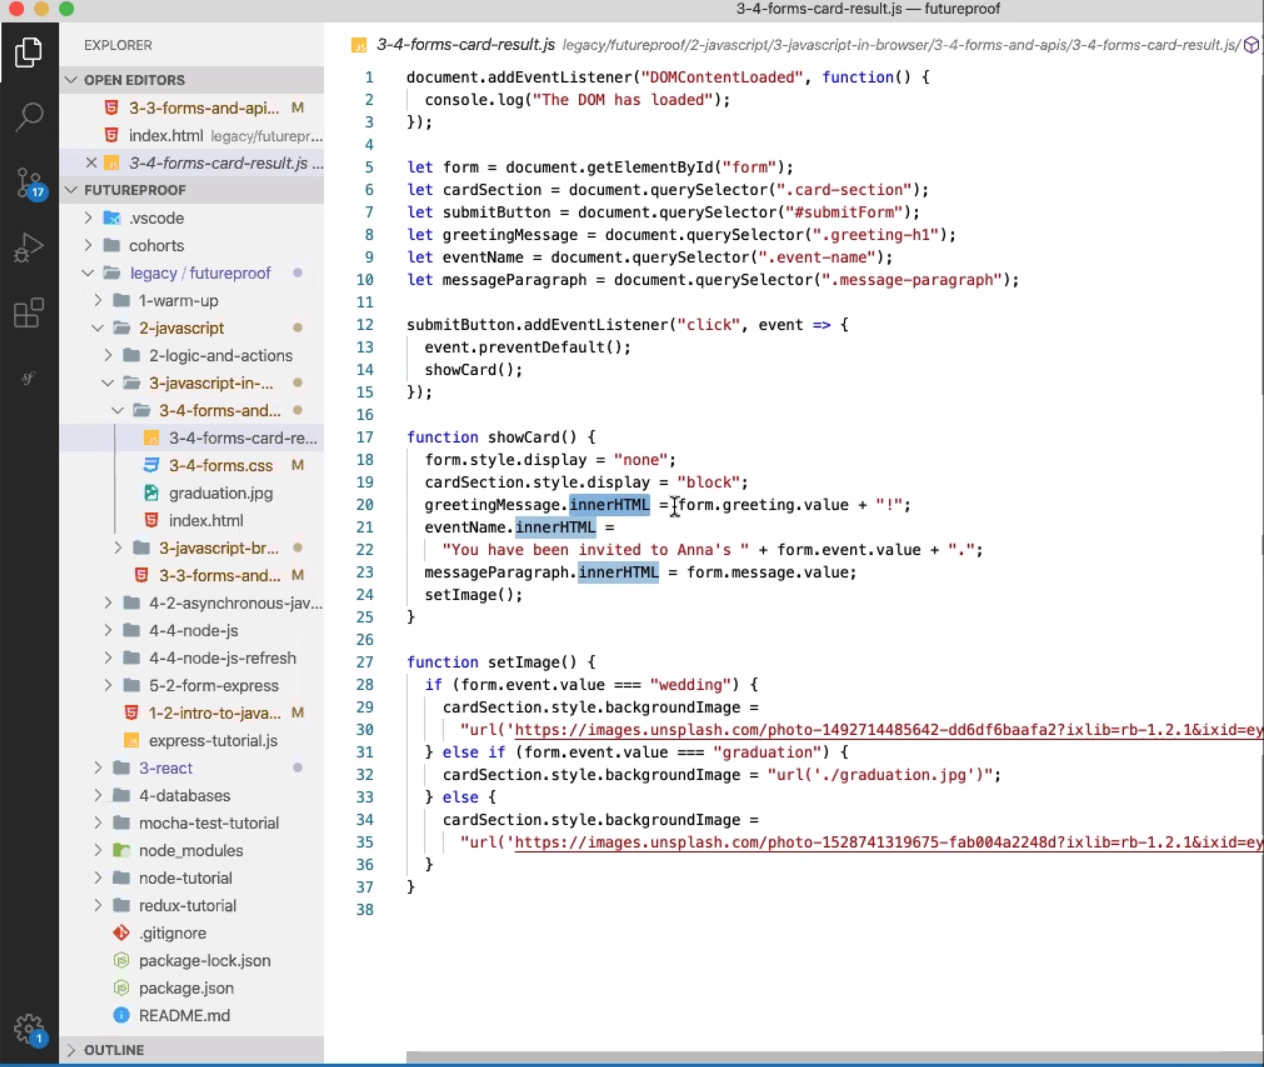 3-4-forms-card-result.js — futureproof
EXPLORER
OPEN EDITORS
3-3-forms-and-api... M
index.html legacy/futurepr...
3-4-forms-card-result.js ...
FUTUREPROOF
.vscode
cohorts
legacy / futureproof
1-warm-up
2-javascript
2-logic-and-actions
3-javascript-in-...
3-4-forms-and...
3-4-forms-card-re...
3-4-forms.css M
graduation.jpg
index.html
3-javascript-br...
3-3-forms-and... M
4-2-asynchronous-jav...
4-4-node-js
4-4-node-js-refresh
5-2-form-express
1-2-intro-to-java... M
express-tutorial.js
3-react
4-databases
mocha-test-tutorial
node_modules
node-tutorial
redux-tutorial
.gitignore
package-lock.json
package.json
README.md
OUTLINE
17
1
3-4-forms-card-result.js legacy/futureproof/2-javascript/3-javascript-in-browser/3-4-forms-and-apis/3-4-forms-card-result.js/
1 document.addEventListener("DOMContentLoaded", function() {
2 console.log("The DOM has loaded");
3 });
4
5 let form = document.getElementById("form");
6 let cardSection = document.querySelector(".card-section");
7 let submitButton = document.querySelector("#submitForm");
8 let greetingMessage = document.querySelector(".greeting-h1");
9 let eventName = document.querySelector(".event-name");
10 let messageParagraph = document.querySelector(".message-paragraph");
11
12 submitButton.addEventListener("click", event => {
13 event.preventDefault();
14 showCard();
15 });
16
17 function showCard() {
18 form.style.display = "none";
19 cardSection.style.display = "block";
20 greetingMessage.innerHTML = form.greeting.value + "!";
21 eventName.innerHTML =
22 "You have been invited to Anna's " + form.event.value + ".";
23 messageParagraph.innerHTML = form.message.value;
24 setImage();
25 }
26
27 function setImage() {
28 if (form.event.value === "wedding") {
29 cardSection.style.backgroundImage =
30 "url('https://images.unsplash.com/photo-1492714485642-dd6df6baafa2?ixlib=rb-1.2.1&ixid=ey
31 } else if (form.event.value === "graduation") {
32 cardSection.style.backgroundImage = "url('./graduation.jpg')";
33 } else {
34 cardSection.style.backgroundImage =
35 "url('https://images.unsplash.com/photo-1528741319675-fab004a2248d?ixlib=rb-1.2.1&ixid=ey
36 }
37 }
38